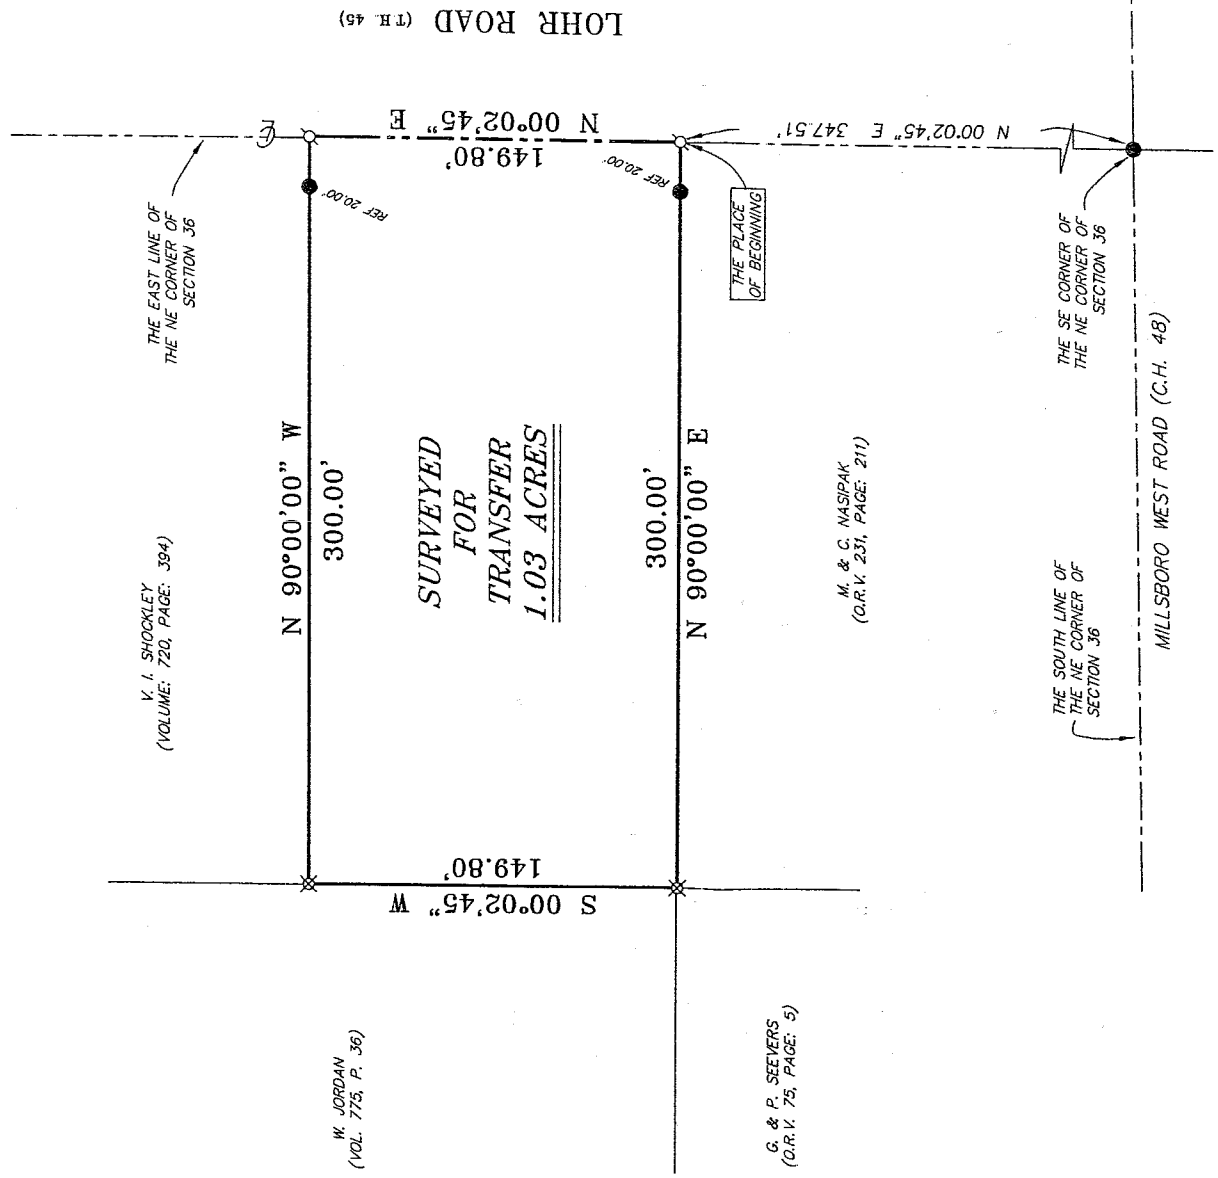 LOHR ROAD (T.H. 45)
N 00°02'45" E
149.80'
N 00°02'45" E 347.51'
REF 20.00'
REF 20.00'
THE PLACE
OF BEGINNING
THE EAST LINE OF
THE NE CORNER OF
SECTION 36
THE SE CORNER OF
THE NE CORNER OF
SECTION 36
N 90°00'00" W
300.00'
SURVEYED
FOR
TRANSFER
1.03 ACRES
300.00'
N 90°00'00" E
V. I. SHOCKLEY
(VOLUME: 720, PAGE: 394)
M. & C. NASIPAK
(O.R.V. 231, PAGE: 211)
THE SOUTH LINE OF
THE NE CORNER OF
SECTION 36
MILLSBORO WEST ROAD (C.H. 48)
149.80'
S 00°02'45" W
W. JORDAN
(VOL. 775, P. 36)
G. & P. SEEVERS
(O.R.V. 75, PAGE: 5)